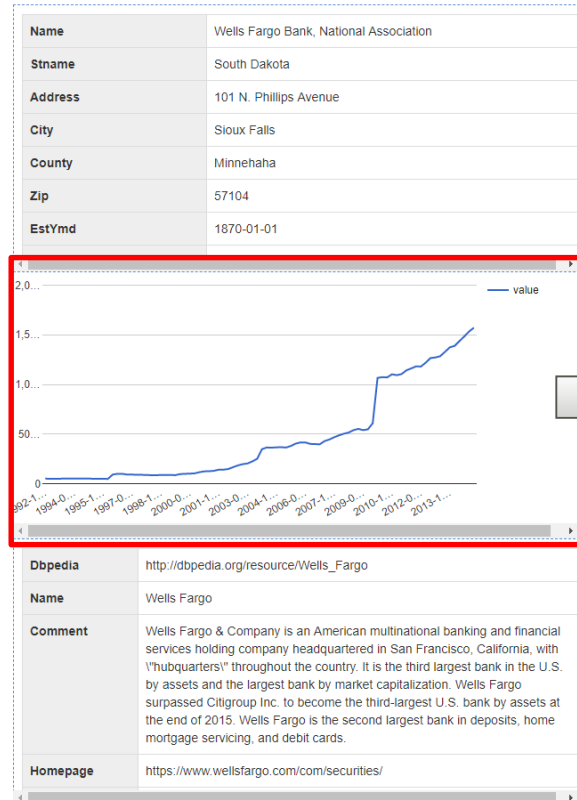 Name Wells Fargo Bank, National Association
Stname South Dakota
Address 101 N. Phillips Avenue
City Sioux Falls
County Minnehaha
Zip 57104
EstYmd 1870-01-01
2,0...
value
1,5...
1,0...
50...
0
992-1... 1994-0... 1995-1... 1997-0... 1998-1... 2000-0... 2001-1... 2003-0... 2004-1... 2006-0... 2007-1... 2009-0... 2010-1... 2012-0... 2013-1...
Dbpedia http://dbpedia.org/resource/Wells_Fargo
Name Wells Fargo
Comment Wells Fargo & Company is an American multinational banking and financial
services holding company headquartered in San Francisco, California, with
\"hubquarters\" throughout the country. It is the third largest bank in the U.S.
by assets and the largest bank by market capitalization. Wells Fargo
surpassed Citigroup Inc. to become the third-largest U.S. bank by assets at
the end of 2015. Wells Fargo is the second largest bank in deposits, home
mortgage servicing, and debit cards.
Homepage https://www.wellsfargo.com/com/securities/